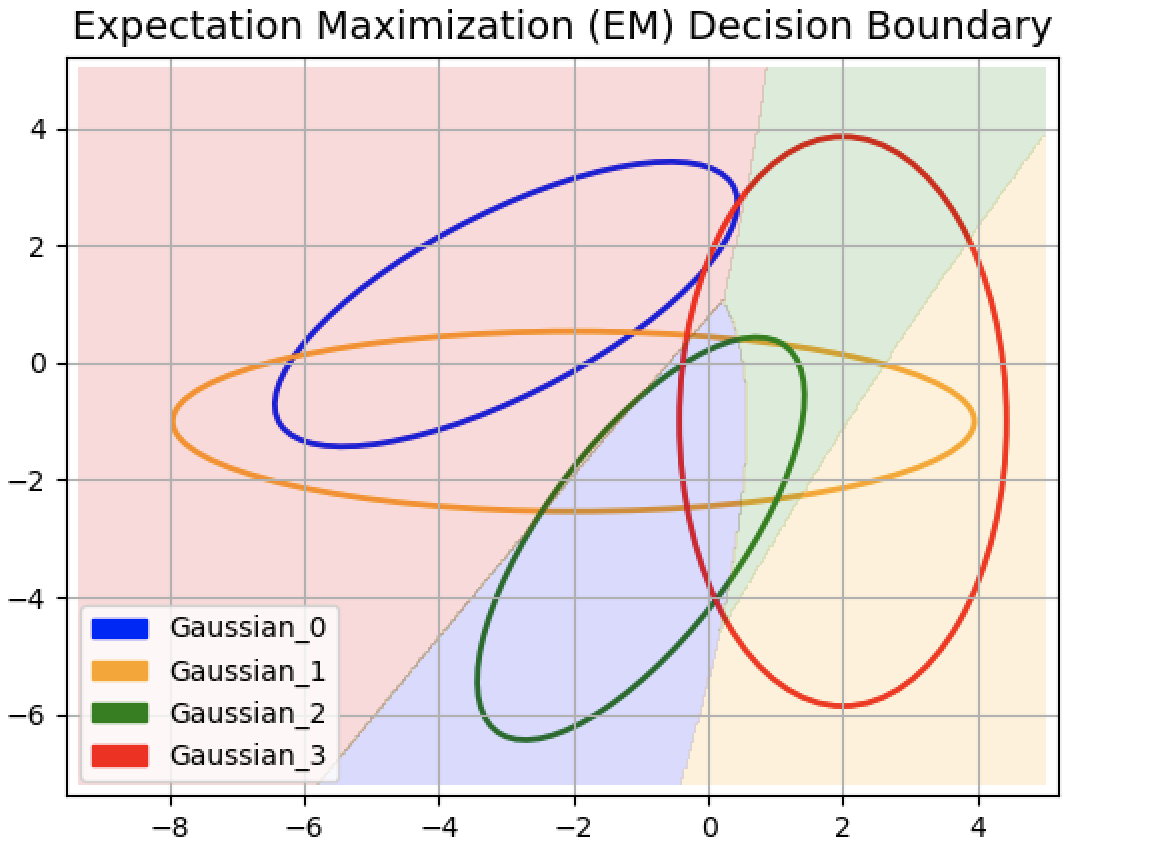 Expectation Maximization (EM) Decision Boundary
4
2
0
−2
−4
−6
Gaussian_0
Gaussian_1
Gaussian_2
Gaussian_3
−8 −6 −4 −2 0 2 4